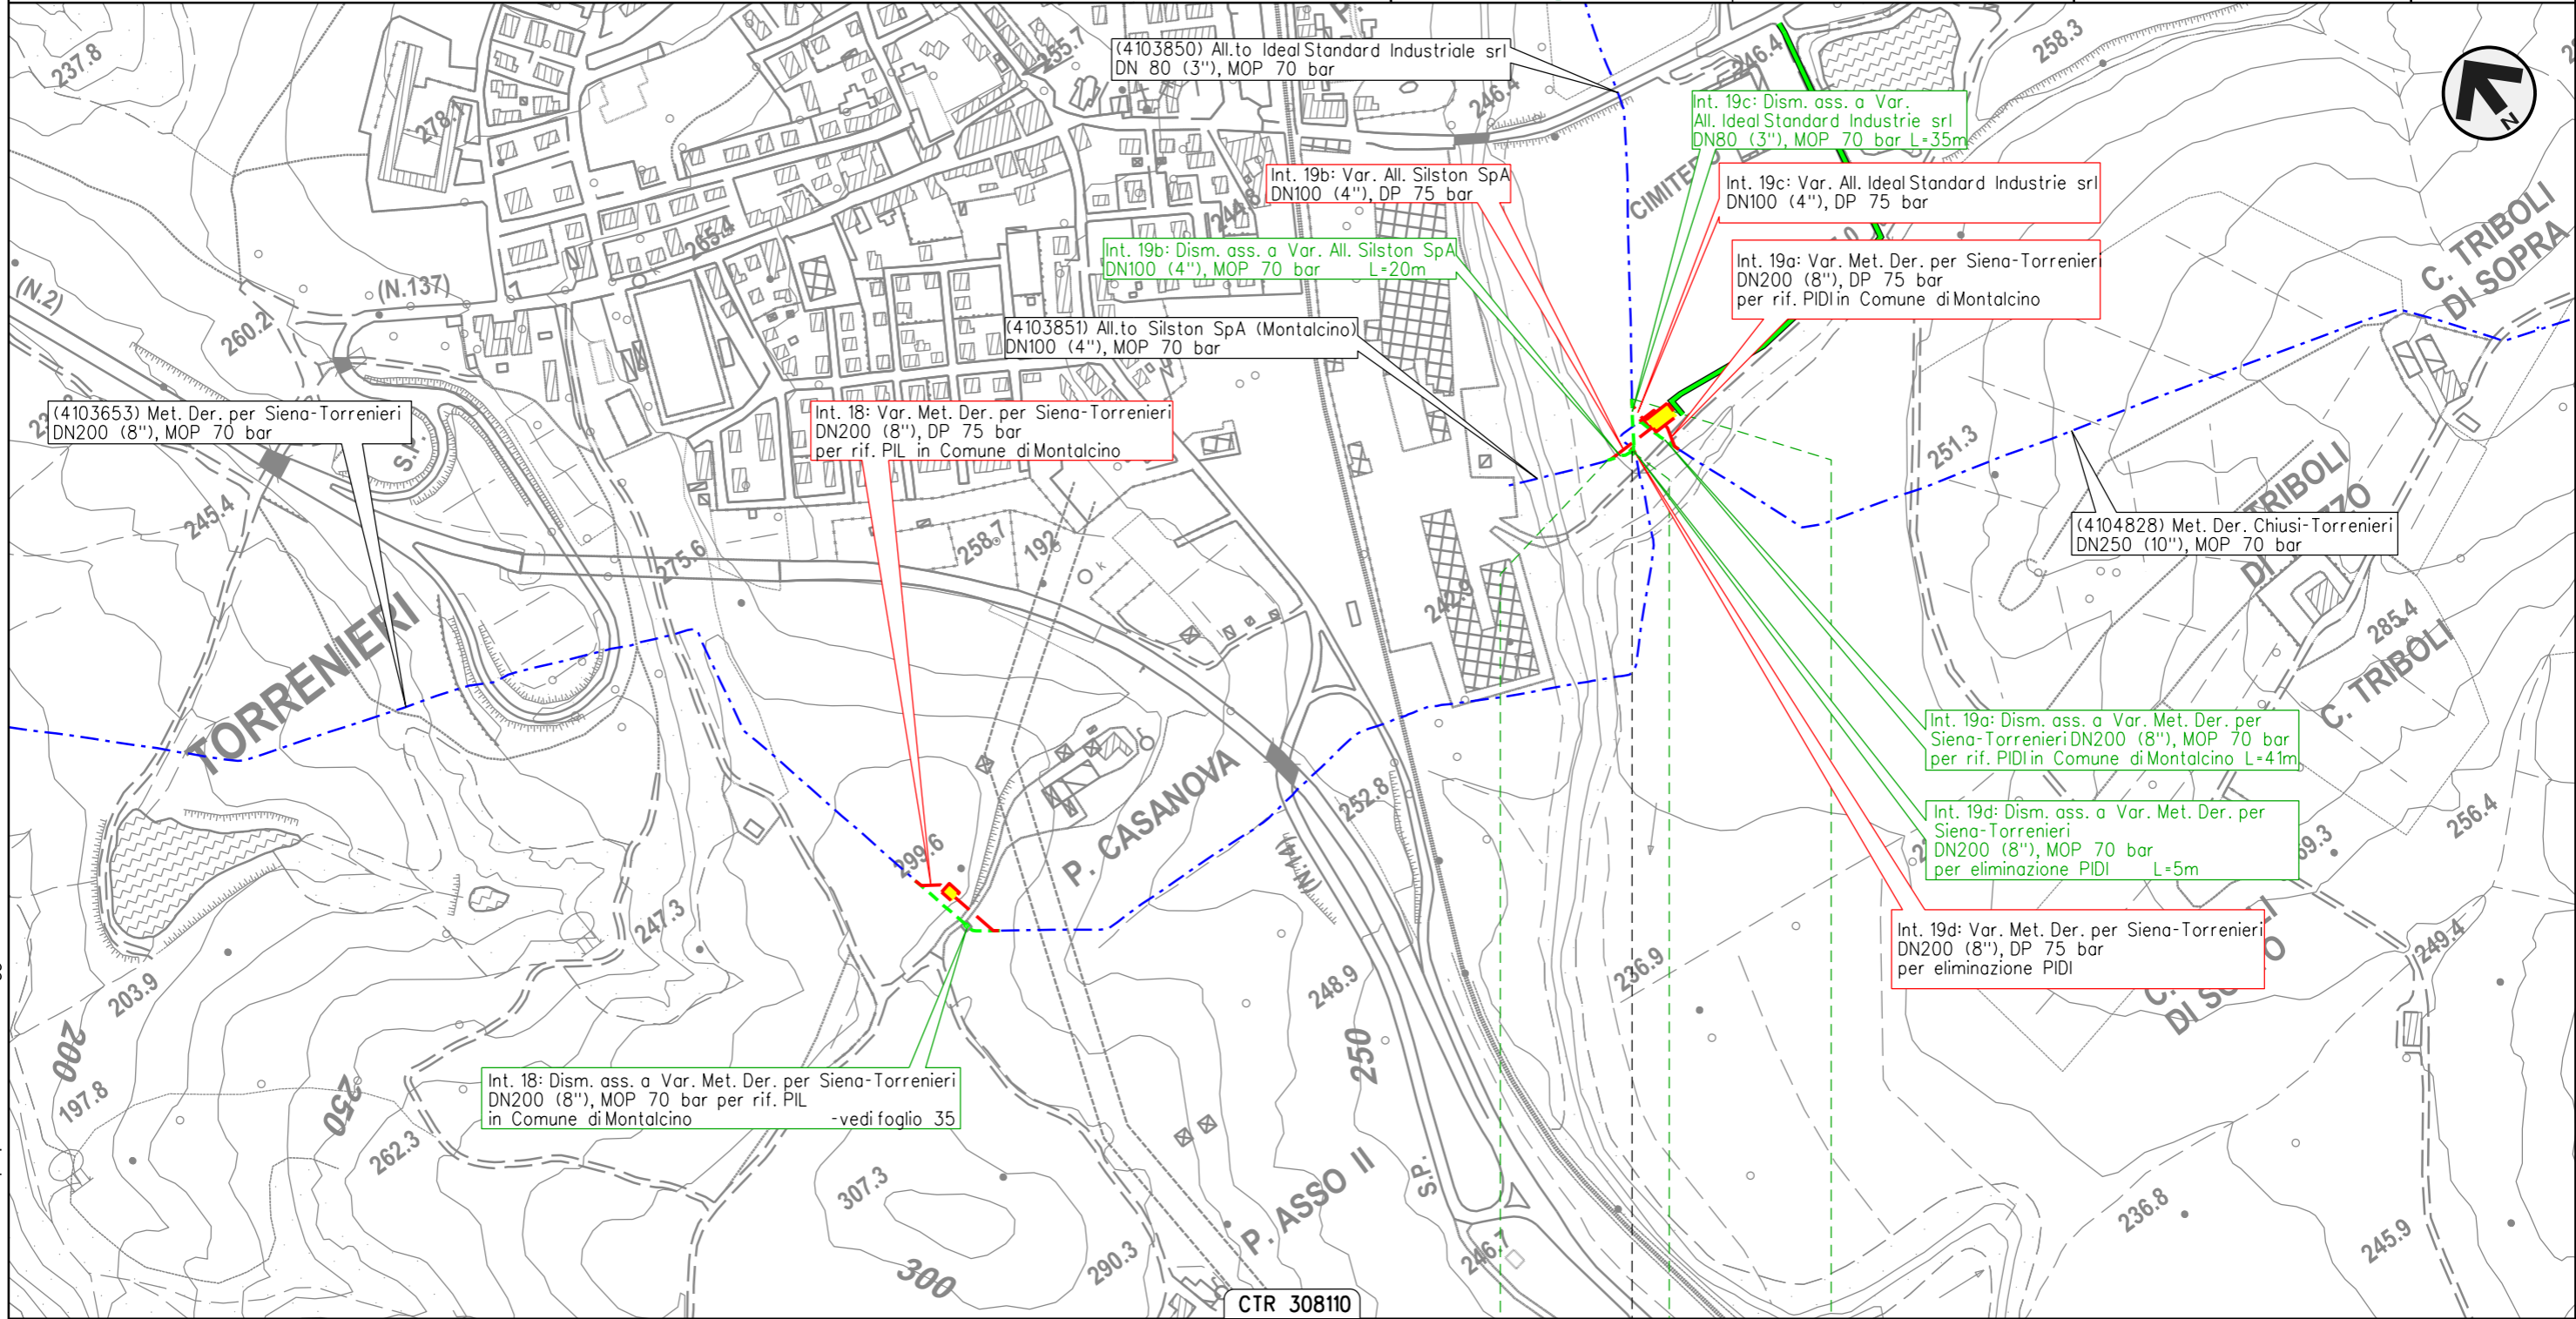 (4103850) All.to Ideal Standard Industriale srl
DN 80 (3"), MOP 70 bar
Int. 19c: Dism. ass. a Var.
All. Ideal Standard Industrie srl
DN80 (3"), MOP 70 bar L=35m
Int. 19b: Var. All. Silston SpA
DN100 (4"), DP 75 bar
Int. 19c: Var. All. Ideal Standard Industrie srl
DN100 (4"), DP 75 bar
Int. 19b: Dism. ass. a Var. All. Silston SpA
DN100 (4"), MOP 70 bar L=20m
Int. 19a: Var. Met. Der. per Siena-Torrenieri
DN200 (8"), DP 75 bar
per rif. PIDI in Comune di Montalcino
(4103851) All.to Silston SpA (Montalcino)
DN100 (4"), MOP 70 bar
(4103653) Met. Der. per Siena-Torrenieri
DN200 (8"), MOP 70 bar
Int. 18: Var. Met. Der. per Siena-Torrenieri
DN200 (8"), DP 75 bar
per rif. PIL in Comune di Montalcino
(4104828) Met. Der. Chiusi-Torrenieri
DN250 (10"), MOP 70 bar
Int. 19a: Dism. ass. a Var. Met. Der. per
Siena-Torrenieri DN200 (8"), MOP 70 bar
per rif. PIDI in Comune di Montalcino L=41m
Int. 19d: Dism. ass. a Var. Met. Der. per
Siena-Torrenieri
DN200 (8"), MOP 70 bar
per eliminazione PIDI L=5m
Int. 19d: Var. Met. Der. per Siena-Torrenieri
DN200 (8"), DP 75 bar
per eliminazione PIDI
Int. 18: Dism. ass. a Var. Met. Der. per Siena-Torrenieri
DN200 (8"), MOP 70 bar per rif. PIL
in Comune di Montalcino -vedi foglio 35
CTR 308110
N
237.8
278.1
255.7
246.4
246.4
258.3
CIMITERO
244.8
265.4
(N.2)
(N.137)
260.2
S.P.
245.4
275.6
258.7
192
k
242.9
251.3
C. TRIBOLI
DI SOPRA
TRIBOLI
285.4
C. TRIBOLI
TORRENIERI
P. CASANOVA
252.8
(N.14)
299.6
247.3
203.9
200
197.8
250
262.3
248.9
250
236.9
256.4
249.4
307.3
300
290.3
P. ASSO II
S.P.
246.7
236.8
245.9